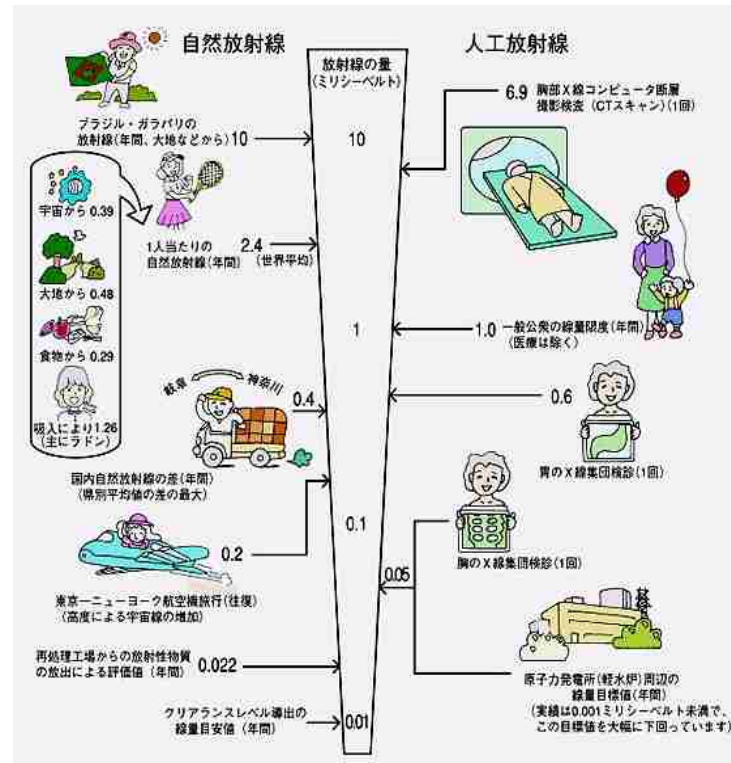 自然放射線
人工放射線
放射線の量
(ミリシーベルト)
10
1
0.1
0.01
ブラジル・ガラパリの
放射線(年間、大地などから)10
宇宙から 0.39
大地から 0.48
食物から 0.29
吸入により1.26
(主にラドン)
1人当たりの
自然放射線(年間)
2.4
(世界平均)
岐阜
神奈川
0.4
国内自然放射線の差(年間)
(県別平均値の差の最大)
0.2
東京ーニューヨーク航空機旅行(往復)
(高度による宇宙線の増加)
再処理工場からの放射性物質
の放出による評価値(年間)
0.022
クリアランスレベル導出の
線量目安値(年間)
6.9 胸部X線コンピュータ断層
撮影検査(CTスキャン)(1回)
1.0 一般公衆の線量限度(年間)
(医療は除く)
0.6
胃のX線集団検診(1回)
胸のX線集団検診(1回)
0.05
原子力発電所(軽水炉)周辺の
線量目標値(年間)
(実績は0.001ミリシーベルト未満で、
この目標値を大幅に下回っています)